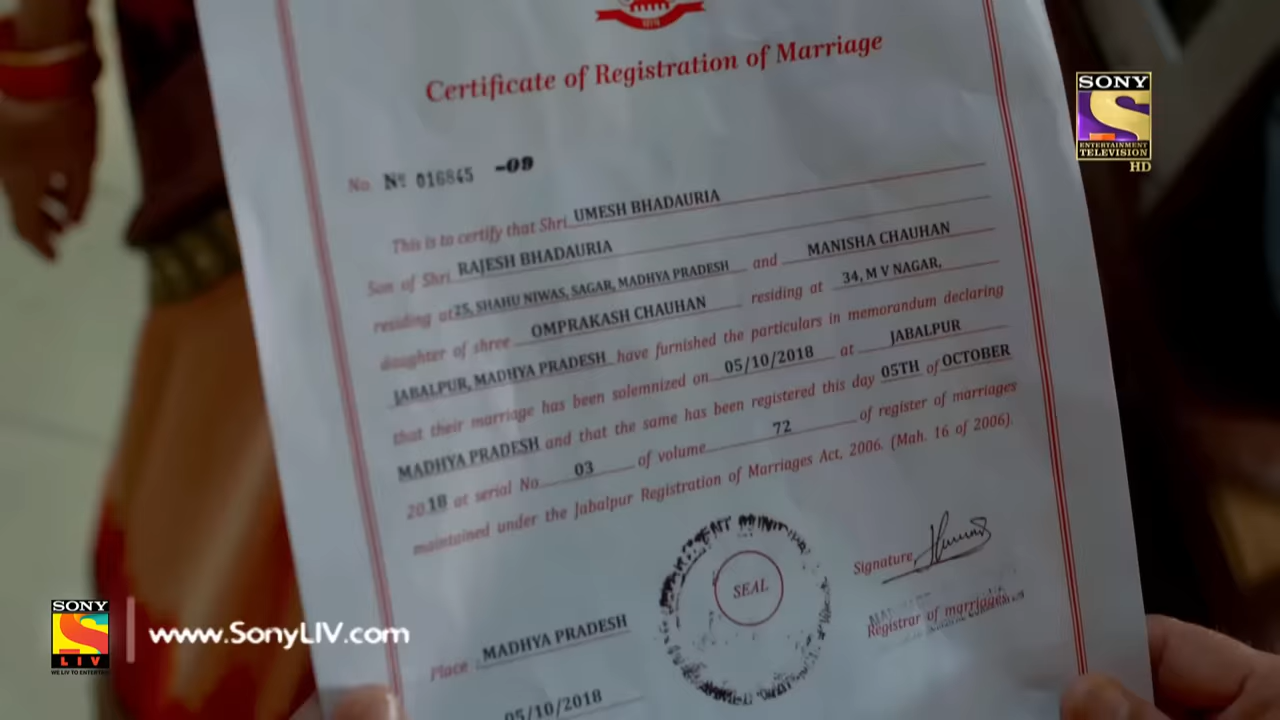 Certificate of Registration of Marriage
No Nº 016845 -09
This is to certify that Shri UMESH BHADAURIA
Son of Shri RAJESH BHADAURIA
residing at 25, SHAHU NIWAS, SAGAR, MADHYA PRADESH and MANISHA CHAUHAN
daughter of shree OMPRAKASH CHAUHAN residing at 34, M V NAGAR,
JABALPUR, MADHYA PRADESH have furnished the particulars in memorandum declaring
that their marriage has been solemnized on 05/10/2018 at JABALPUR
MADHYA PRADESH and that the same has been registered this day 05TH of OCTOBER
2018 at serial No 03 of volume 72 of register of marriages
maintained under the Jabalpur Registration of Marriages Act, 2006. (Mah. 16 of 2006).
SEAL
Signature
Registrar of marriages
Place MADHYA PRADESH
05/10/2018
SONY
ENTERTAINMENT
TELEVISION
HD
SONY
LIV
WE LIV TO ENTERTAIN
www.SonyLIV.com